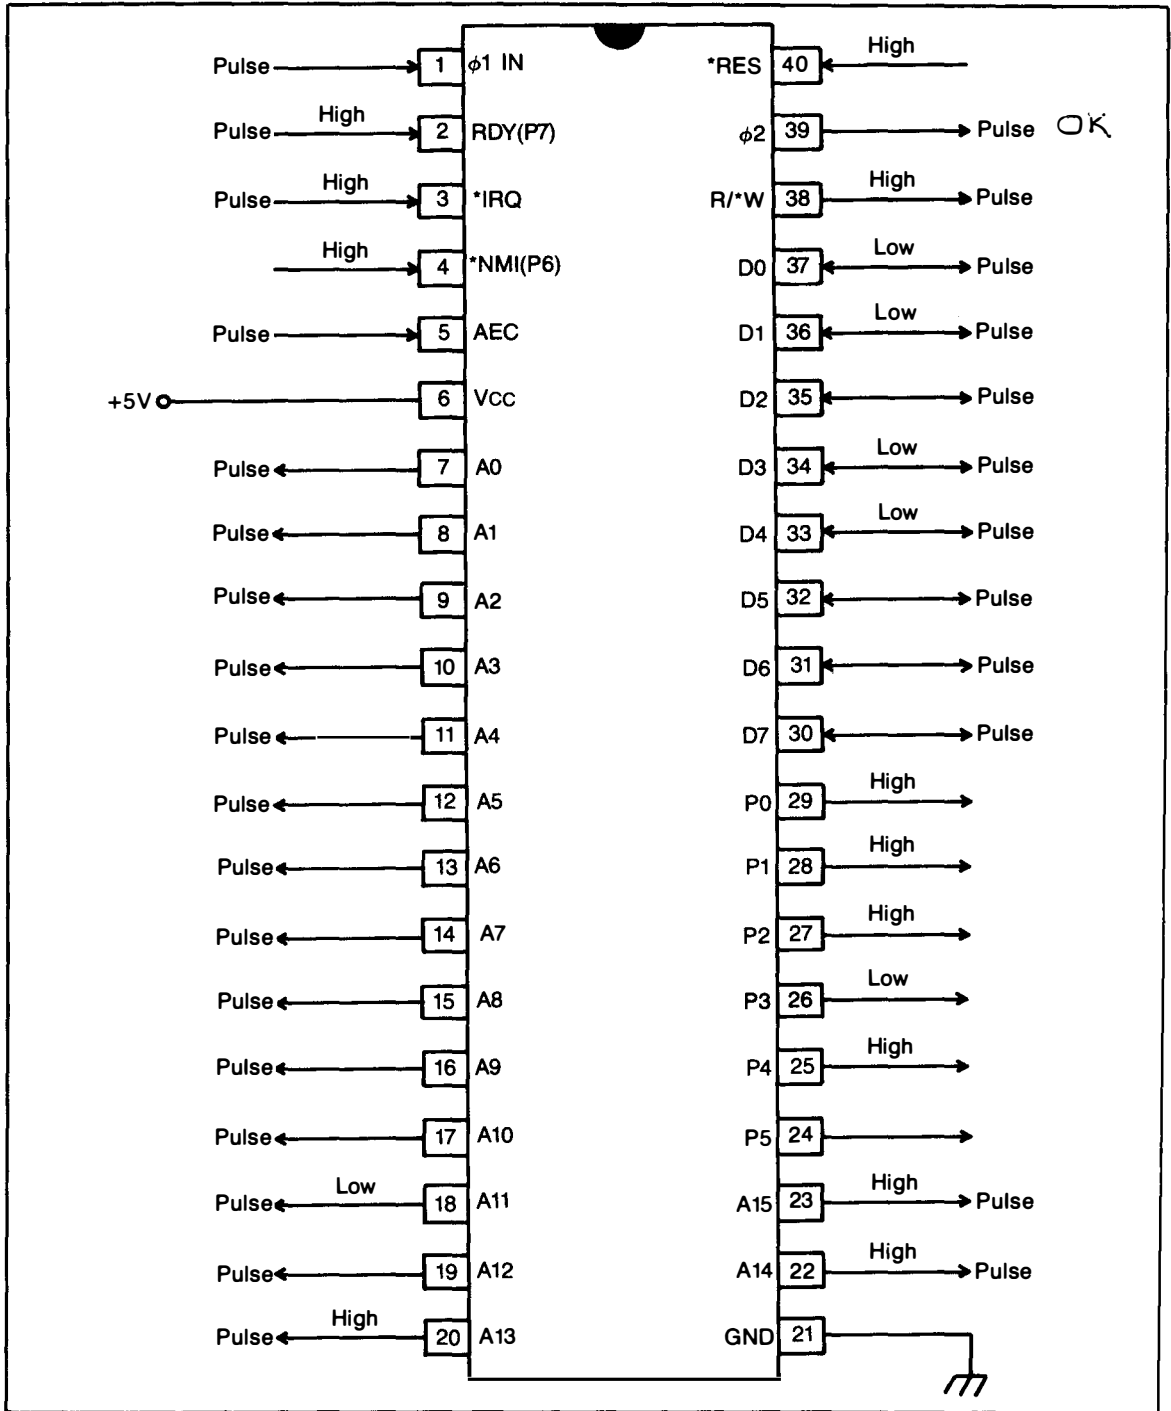 Pulse 1 ϕ1 IN *RES 40 High
Pulse High 2 RDY(P7) ϕ2 39 Pulse OK
Pulse High 3 *IRQ R/*W 38 High Pulse
High 4 *NMI(P6) D0 37 Low Pulse
Pulse 5 AEC D1 36 Low Pulse
+5V 6 VCC D2 35 Pulse
Pulse 7 A0 D3 34 Low Pulse
Pulse 8 A1 D4 33 Low Pulse
Pulse 9 A2 D5 32 Pulse
Pulse 10 A3 D6 31 Pulse
Pulse 11 A4 D7 30 Pulse
Pulse 12 A5 P0 29 High
Pulse 13 A6 P1 28 High
Pulse 14 A7 P2 27 High
Pulse 15 A8 P3 26 Low
Pulse 16 A9 P4 25 High
Pulse 17 A10 P5 24
Pulse Low 18 A11 A15 23 High Pulse
Pulse 19 A12 A14 22 High Pulse
Pulse High 20 A13 GND 21